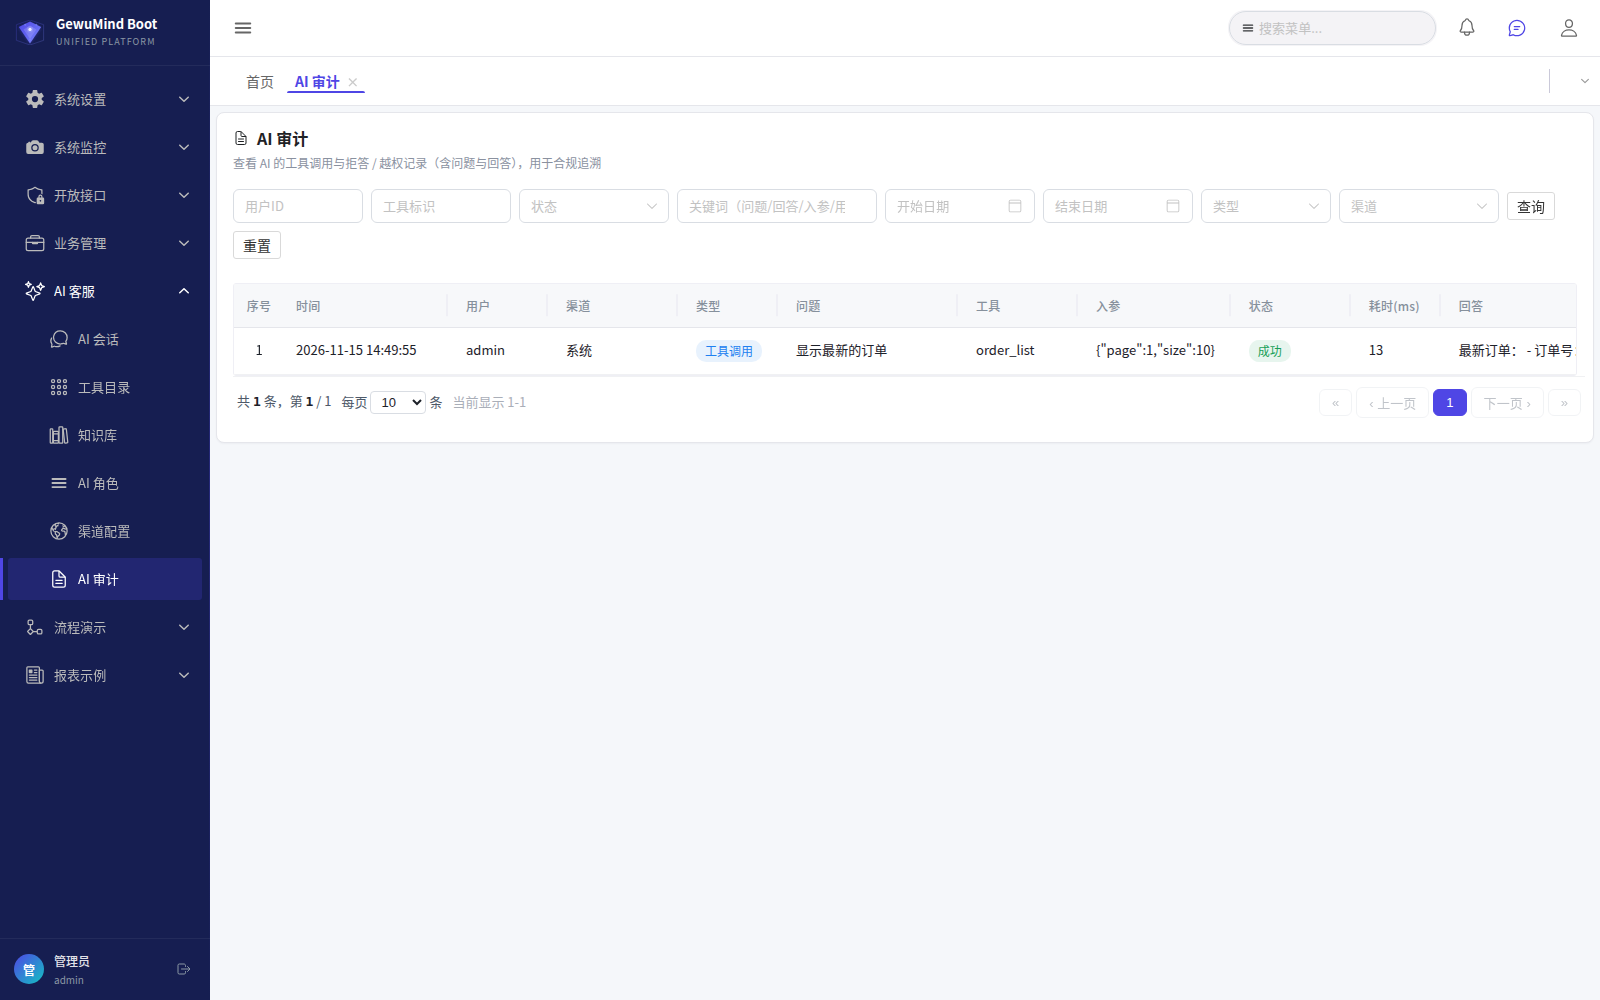 GewuMind Boot
UNIFIED PLATFORM
系统设置
系统监控
开放接口
业务管理
AI 客服
AI 会话
工具目录
知识库
AI 角色
渠道配置
AI 审计
流程演示
报表示例
管
管理员
admin
搜索菜单...
首页
AI 审计
AI 审计
查看 AI 的工具调用与拒答 / 越权记录（含问题与回答），用于合规追溯
用户ID 工具标识 状态 关键词（问题/回答/入参/用 开始日期 结束日期 类型 渠道 查询
重置
序号 时间 用户 渠道 类型 问题 工具 入参 状态 耗时(ms) 回答
1 2026-11-15 14:49:55 admin 系统 工具调用 显示最新的订单 order_list {"page":1,"size":10} 成功 13 最新订单： - 订单号
共 1 条，第 1 / 1 每页 10 条 当前显示 1-1 « ‹ 上一页 1 下一页 › »